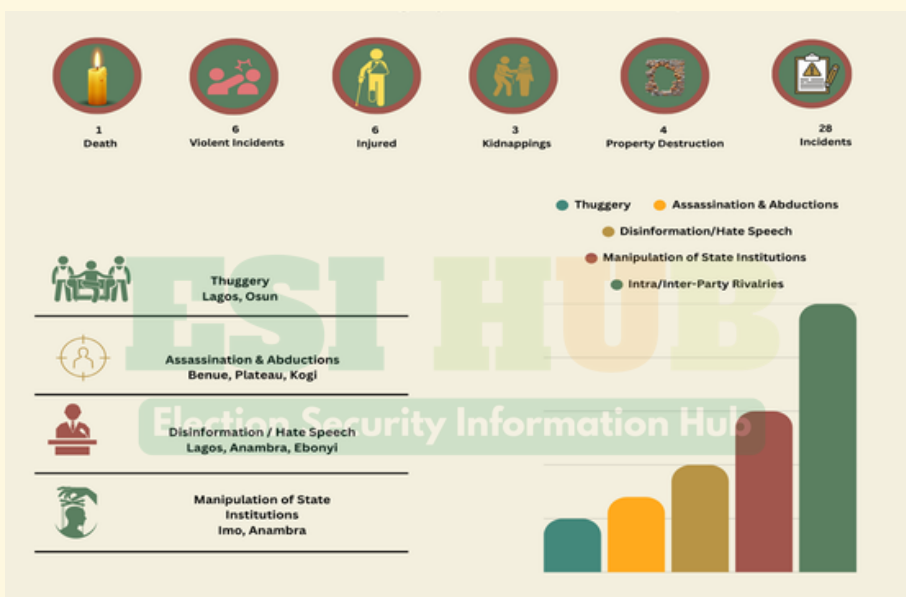 1
Death
6
Violent Incidents
6
Injured
3
Kidnappings
4
Property Destruction
28
Incidents
Thuggery
Assassination & Abductions
Disinformation/Hate Speech
Manipulation of State Institutions
Intra/Inter-Party Rivalries
ESI HUB
Election Security Information Hub
Thuggery
Lagos, Osun
Assassination & Abductions
Benue, Plateau, Kogi
Disinformation / Hate Speech
Lagos, Anambra, Ebonyi
Manipulation of State
Institutions
Imo, Anambra